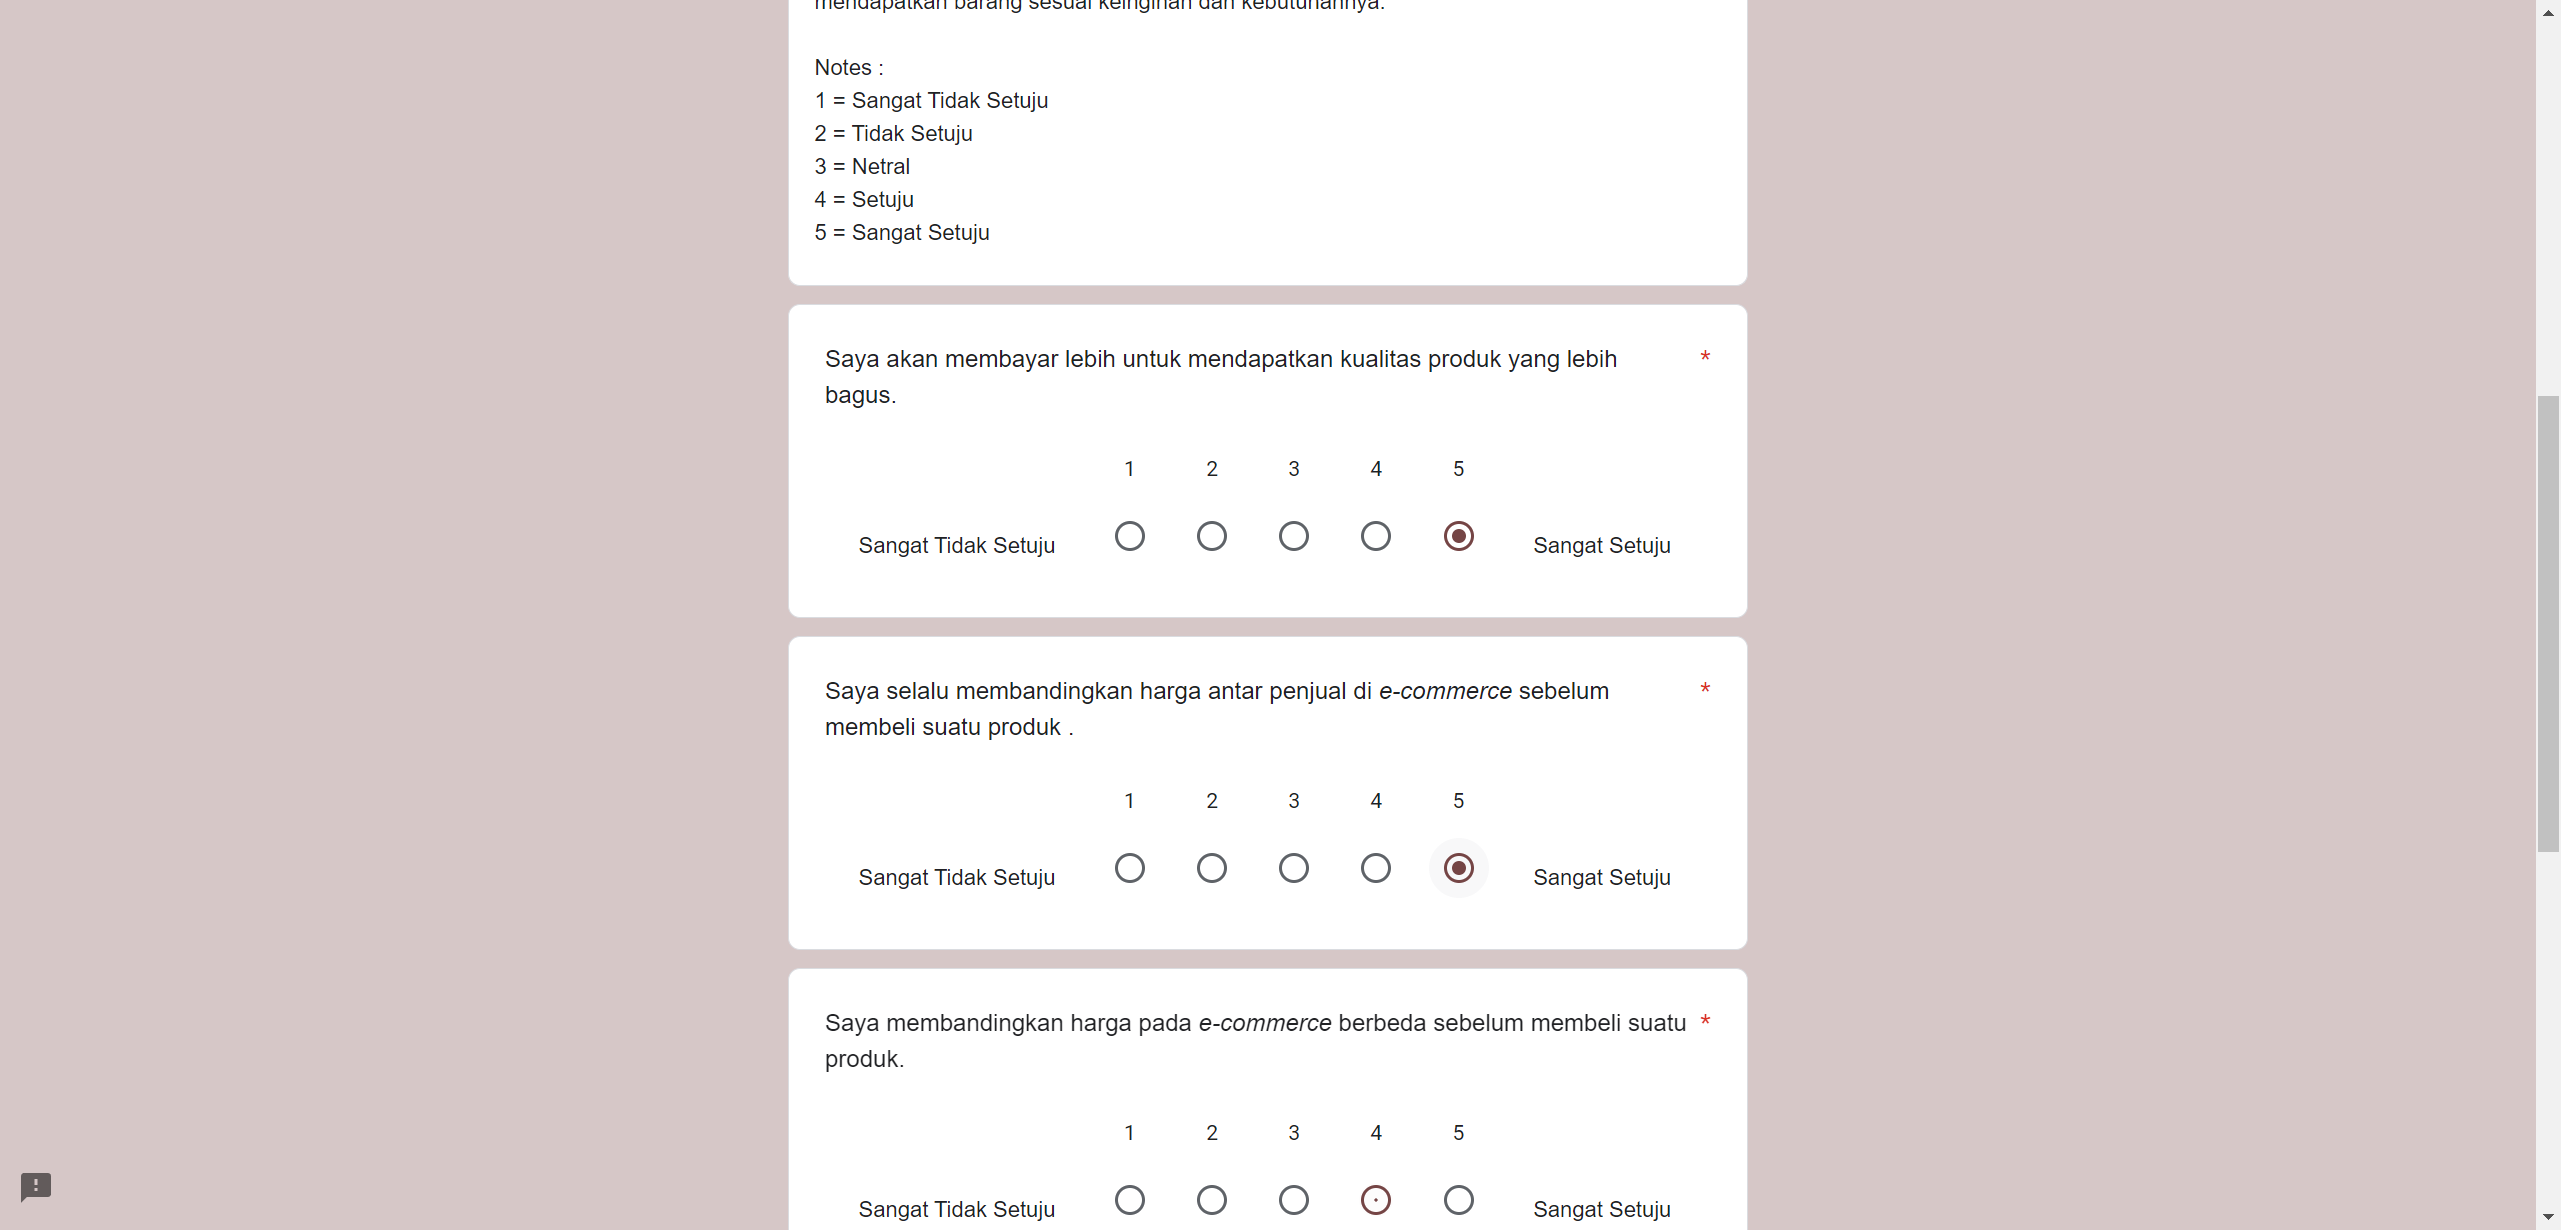 mendapatkan barang sesuai keinginan dan kebutuhannya.
Notes :
1 = Sangat Tidak Setuju
2 = Tidak Setuju
3 = Netral
4 = Setuju
5 = Sangat Setuju
Saya akan membayar lebih untuk mendapatkan kualitas produk yang lebih *
bagus.
1 2 3 4 5
Sangat Tidak Setuju Sangat Setuju
Saya selalu membandingkan harga antar penjual di e-commerce sebelum *
membeli suatu produk .
1 2 3 4 5
Sangat Tidak Setuju Sangat Setuju
Saya membandingkan harga pada e-commerce berbeda sebelum membeli suatu *
produk.
1 2 3 4 5
Sangat Tidak Setuju Sangat Setuju